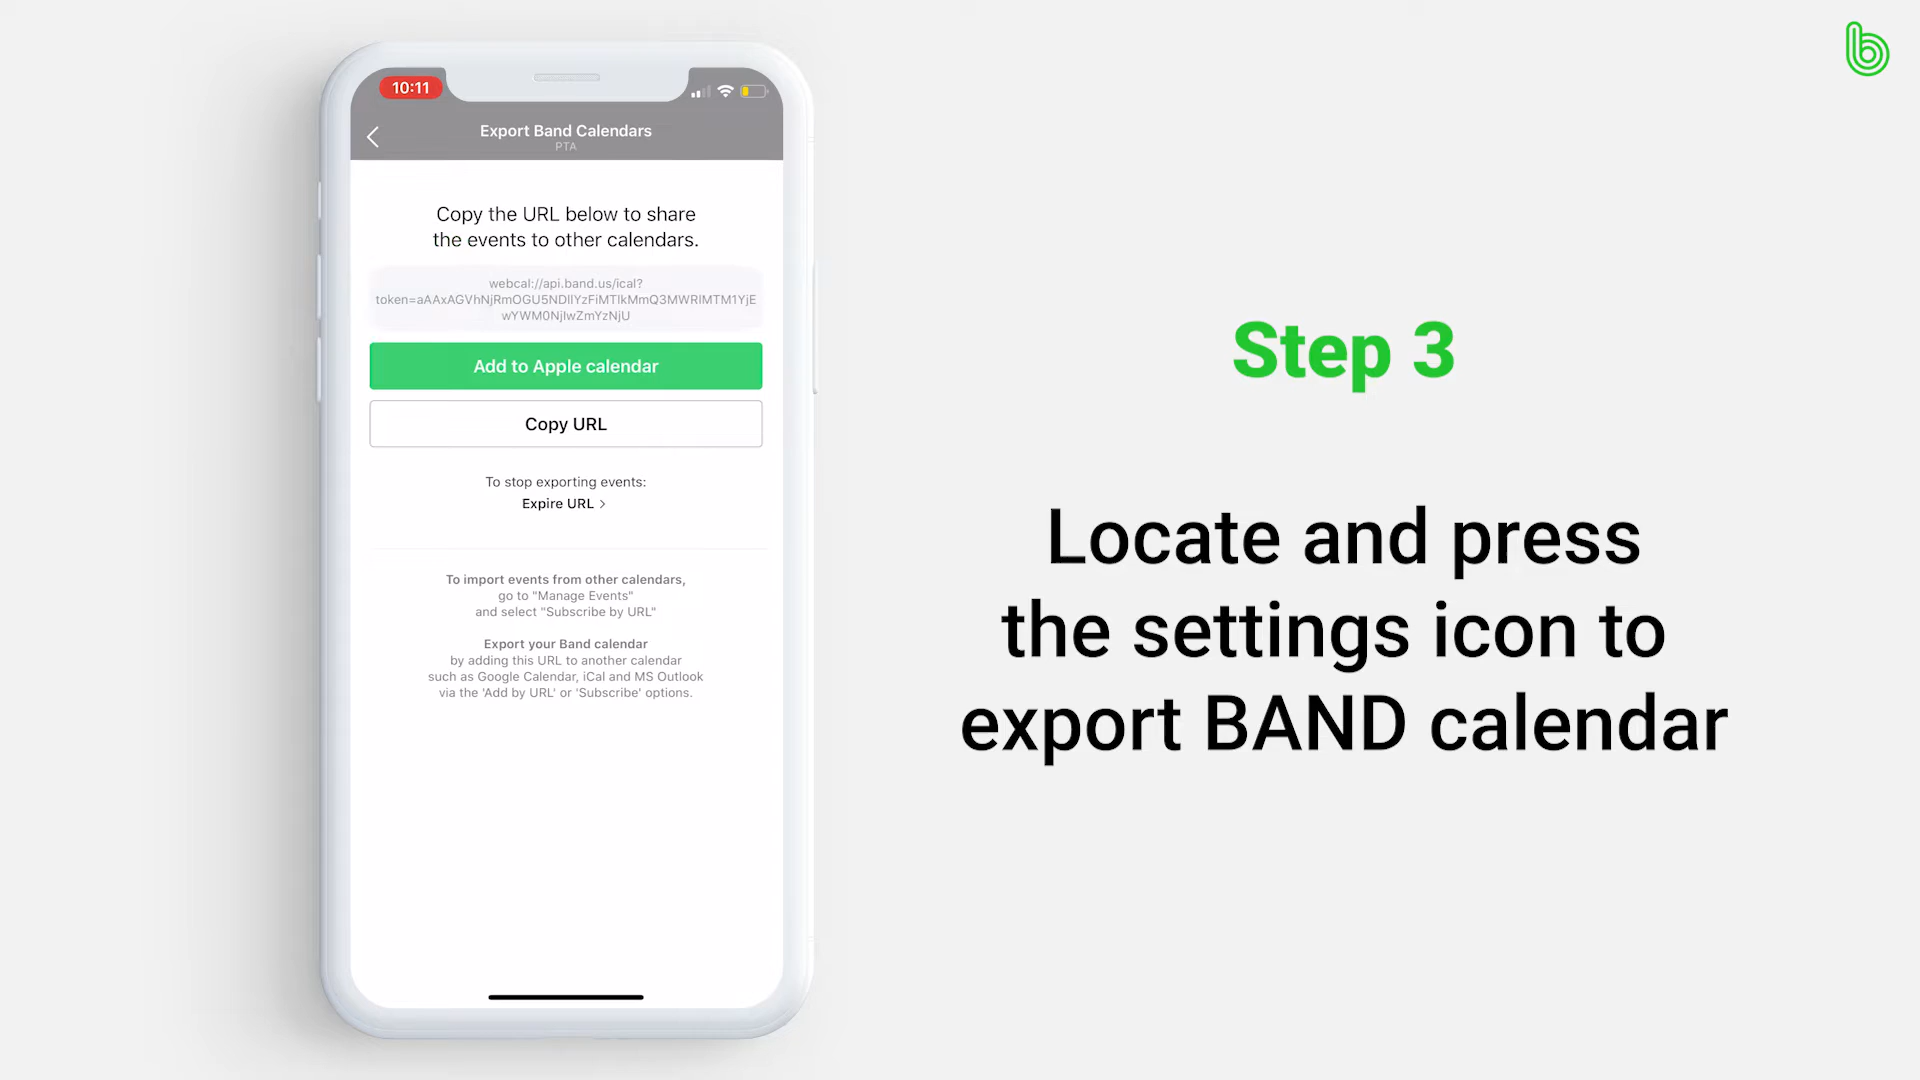 10:11
Export Band Calendars
PTA
Copy the URL below to share
the events to other calendars.
webcal://api.band.us/ical?
token=aAAxAGVhNjRmOGU5NDllYzFiMTlkMmQ3MWRlMTM1YjE
wYWM0NjlwZmYzNjU
Add to Apple calendar
Copy URL
To stop exporting events:
Expire URL >
To import events from other calendars,
go to "Manage Events"
and select "Subscribe by URL"
Export your Band calendar
by adding this URL to another calendar
such as Google Calendar, iCal and MS Outlook
via the 'Add by URL' or 'Subscribe' options.
Step 3
Locate and press
the settings icon to
export BAND calendar